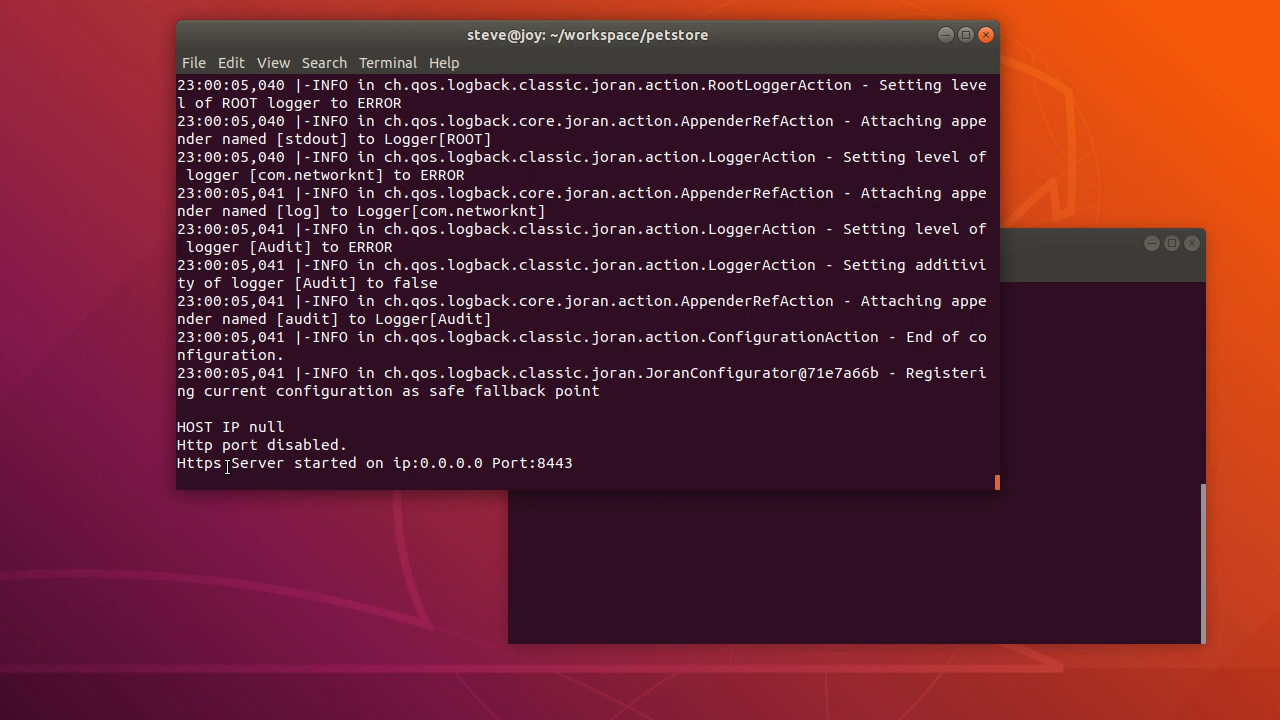 steve@joy: ~/workspace/petstore
File Edit View Search Terminal Help
23:00:05,040 |-INFO in ch.qos.logback.classic.joran.action.RootLoggerAction - Setting leve
l of ROOT logger to ERROR
23:00:05,040 |-INFO in ch.qos.logback.core.joran.action.AppenderRefAction - Attaching appe
nder named [stdout] to Logger[ROOT]
23:00:05,040 |-INFO in ch.qos.logback.classic.joran.action.LoggerAction - Setting level of
 logger [com.networknt] to ERROR
23:00:05,041 |-INFO in ch.qos.logback.core.joran.action.AppenderRefAction - Attaching appe
nder named [log] to Logger[com.networknt]
23:00:05,041 |-INFO in ch.qos.logback.classic.joran.action.LoggerAction - Setting level of
 logger [Audit] to ERROR
23:00:05,041 |-INFO in ch.qos.logback.classic.joran.action.LoggerAction - Setting additivi
ty of logger [Audit] to false
23:00:05,041 |-INFO in ch.qos.logback.core.joran.action.AppenderRefAction - Attaching appe
nder named [audit] to Logger[Audit]
23:00:05,041 |-INFO in ch.qos.logback.classic.joran.action.ConfigurationAction - End of co
nfiguration.
23:00:05,041 |-INFO in ch.qos.logback.classic.joran.JoranConfigurator@71e7a66b - Registeri
ng current configuration as safe fallback point
HOST IP null
Http port disabled.
Https Server started on ip:0.0.0.0 Port:8443